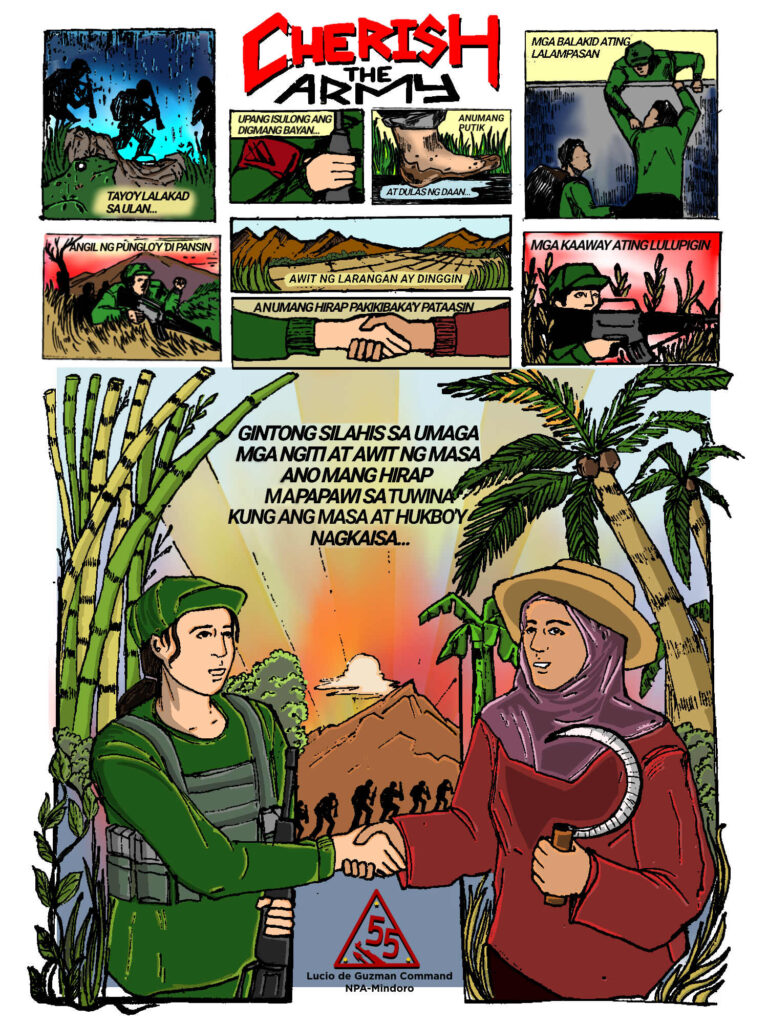 CHERISH
THE
ARMY
TAYO'Y LALAKAD
SA ULAN...
UPANG ISULONG ANG
DIGMANG BAYAN...
ANUMANG
PUTIK
AT DULAS NG DAAN...
MGA BALAKID ATING
LALAMPASAN
ANGIL NG PUNGLO'Y 'DI PANSIN
AWIT NG LARANGAN AY DINGGIN
ANUMANG HIRAP PAKIKIBAKA'Y PATAASIN
MGA KAAWAY ATING LULUPIGIN
GINTONG SILAHIS SA UMAGA
MGA NGITI AT AWIT NG MASA
ANO MANG HIRAP
MAPAPAWI SA TUWINA
KUNG ANG MASA AT HUKBO'Y
NAGKAISA...
55
Lucio de Guzman Command
NPA-Mindoro